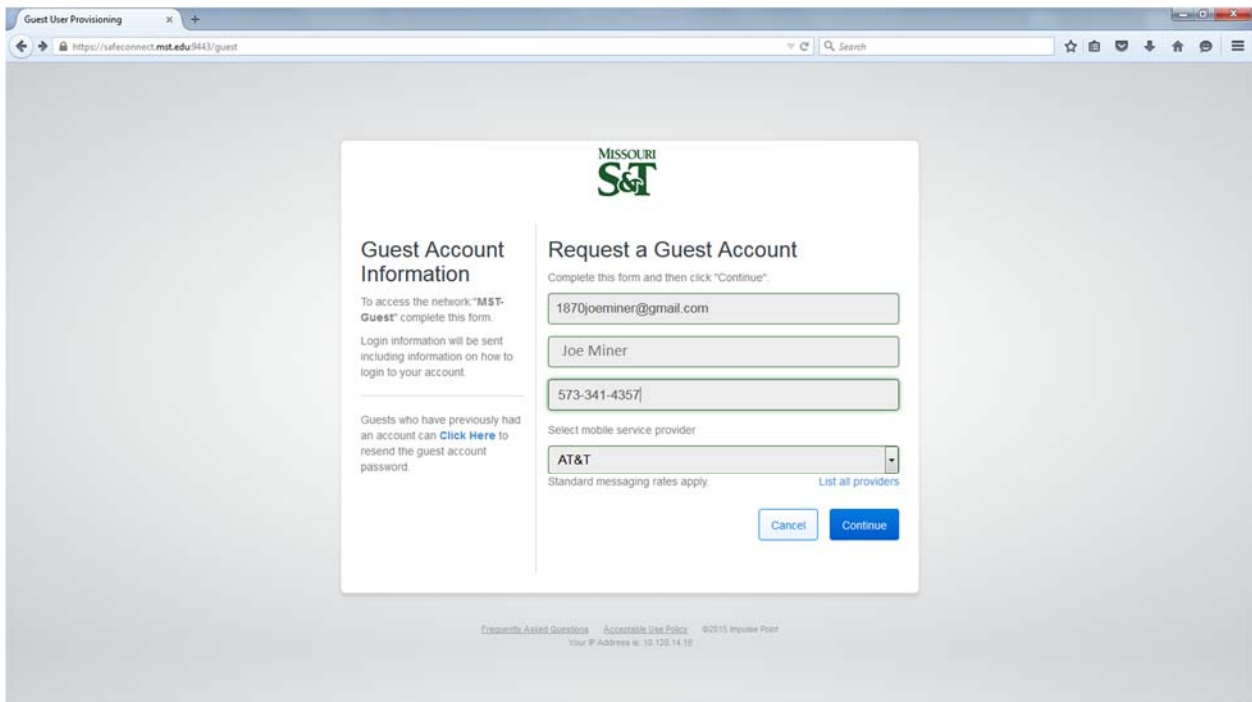 Guest User Provisioning
https://safeconnect.mst.edu:9443/guest
Search
MISSOURI
S&T
Guest Account
Information
To access the network "MST-
Guest" complete this form.
Login information will be sent
including information on how to
login to your account.
Guests who have previously had
an account can Click Here to
resend the guest account
password.
Request a Guest Account
Complete this form and then click "Continue".
1870joeminer@gmail.com
Joe Miner
573-341-4357
Select mobile service provider
AT&T
Standard messaging rates apply.
List all providers
Cancel
Continue
Frequently Asked Questions Acceptable Use Policy ©2015 Impulse Point
Your IP Address is: 10.128.14.18